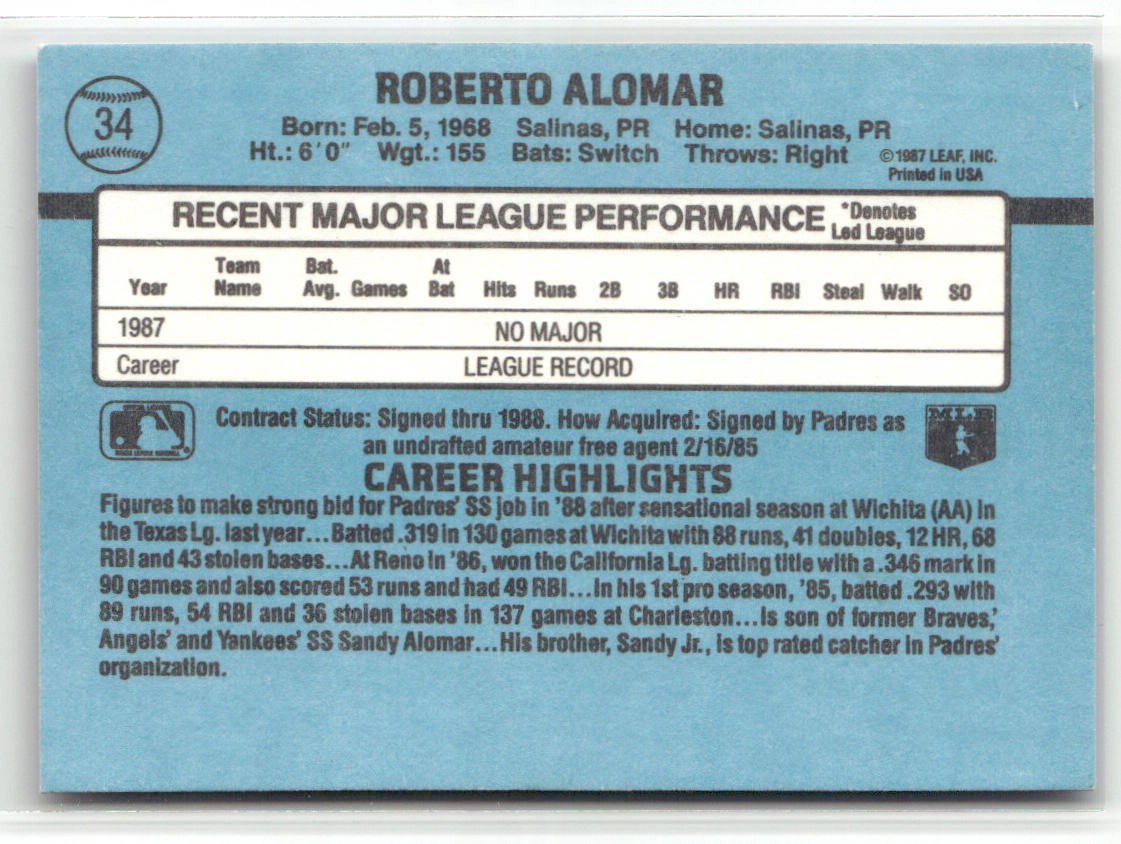 34
ROBERTO ALOMAR
Born: Feb. 5, 1968 Salinas, PR Home: Salinas, PR
Ht.: 6'0" Wgt.: 155 Bats: Switch Throws: Right
©1987 LEAF, INC.
Printed in USA
RECENT MAJOR LEAGUE PERFORMANCE *Denotes Led League
Year Team Name Bat. Avg. Games At Bat Hits Runs 2B 3B HR RBI Steal Walk SO
1987 NO MAJOR
Career LEAGUE RECORD
Contract Status: Signed thru 1988. How Acquired: Signed by Padres as
an undrafted amateur free agent 2/16/85
MLB
CAREER HIGHLIGHTS
Figures to make strong bid for Padres' SS job in '88 after sensational season at Wichita (AA) in
the Texas Lg. last year...Batted .319 in 130 games at Wichita with 88 runs, 41 doubles, 12 HR, 68
RBI and 43 stolen bases...At Reno in '86, won the California Lg. batting title with a .346 mark in
90 games and also scored 53 runs and had 49 RBI...In his 1st pro season, '85, batted .293 with
89 runs, 54 RBI and 36 stolen bases in 137 games at Charleston...Is son of former Braves,'
Angels' and Yankees' SS Sandy Alomar...His brother, Sandy Jr., is top rated catcher in Padres'
organization.